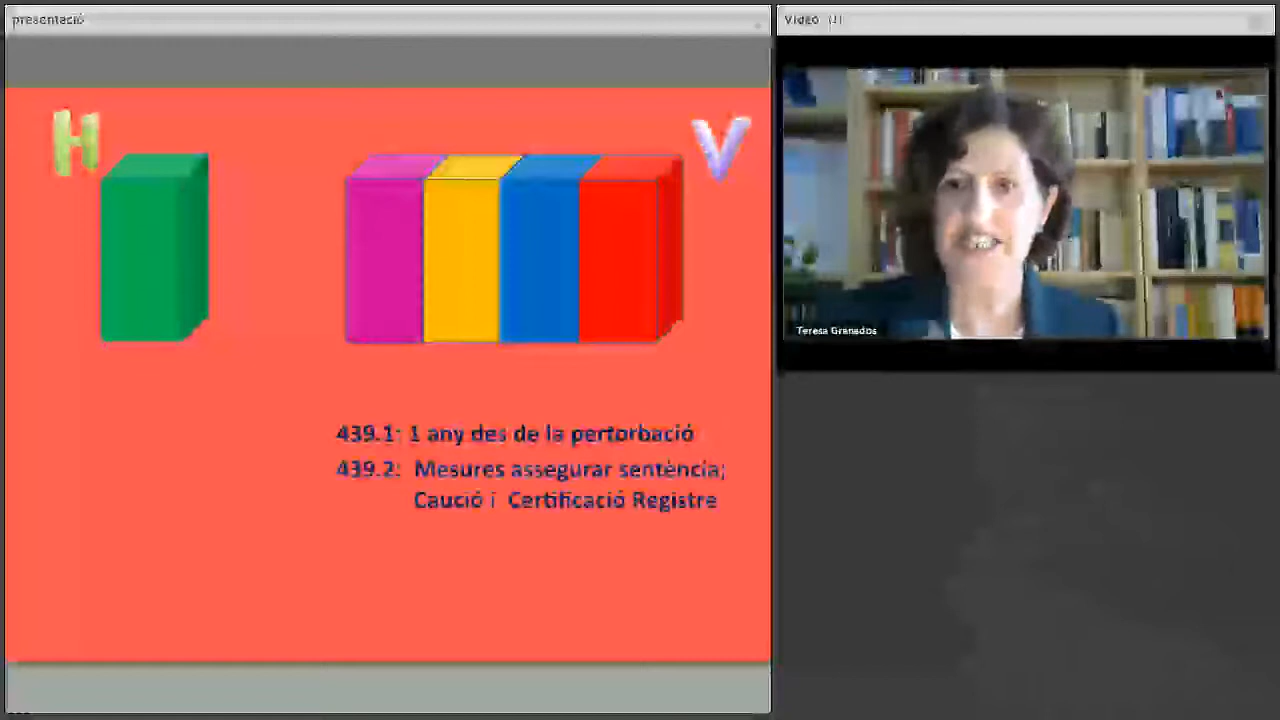 presentació
Vídeo (1)
H
V
439.1: 1 any des de la pertorbació
439.2: Mesures assegurar sentència;
Caució i Certificació Registre
Teresa Granados